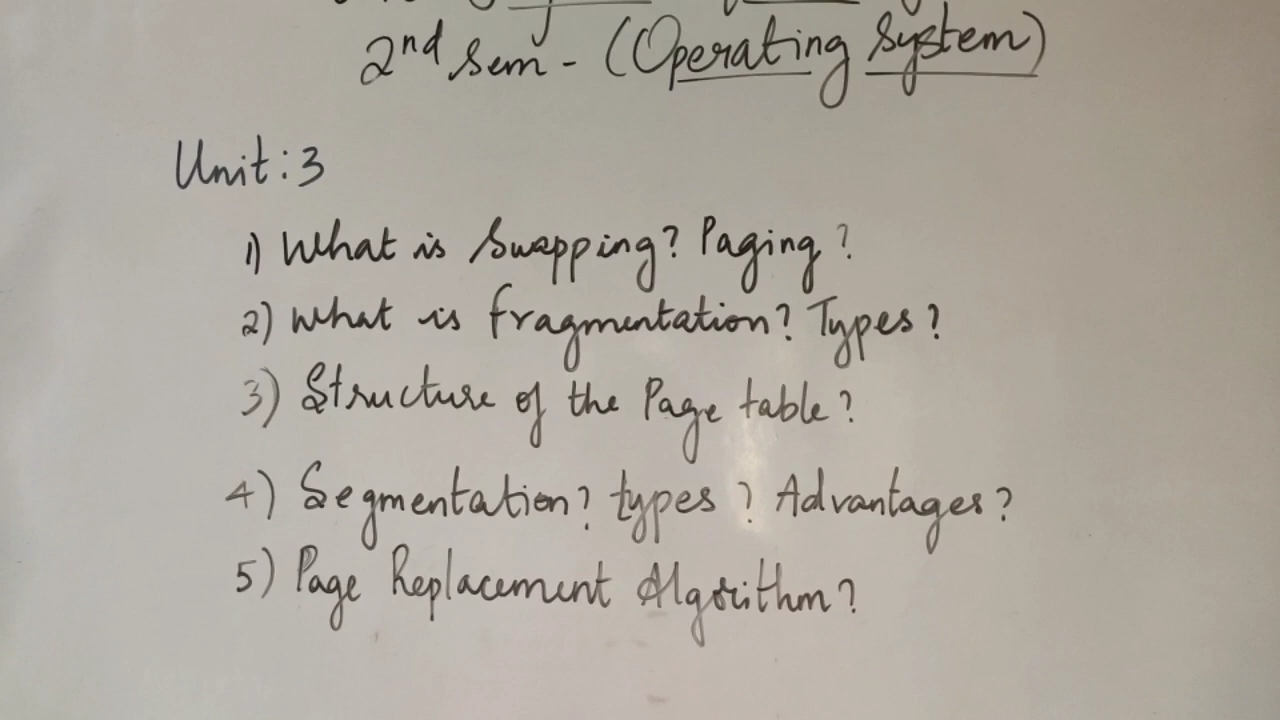 2nd Sem - (Operating System)
Unit: 3
1) What is Swapping? Paging?
2) What is fragmentation? Types?
3) Structure of the Page table?
4) Segmentation? types? Advantages?
5) Page Replacement Algorithm?